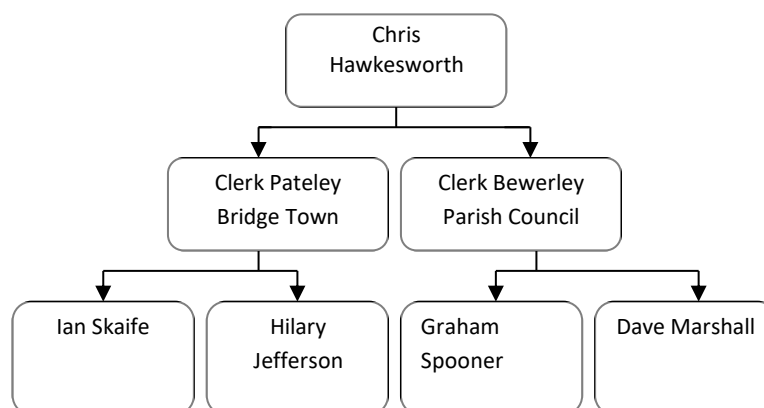 Chris
Hawkesworth
Clerk Pateley
Bridge Town
Clerk Bewerley
Parish Council
Ian Skaife
Hilary
Jefferson
Graham
Spooner
Dave Marshall